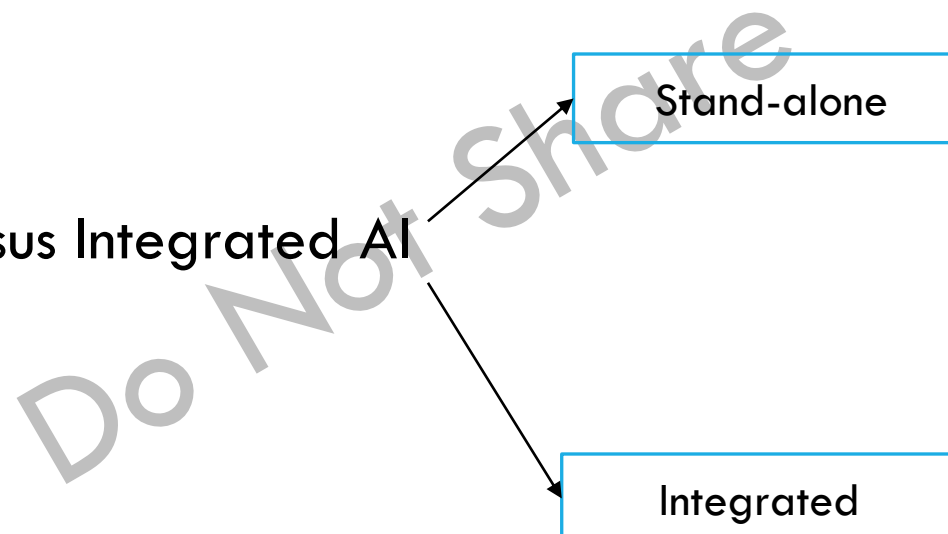 Stand-alone
sus Integrated AI
Do Not Share
Integrated